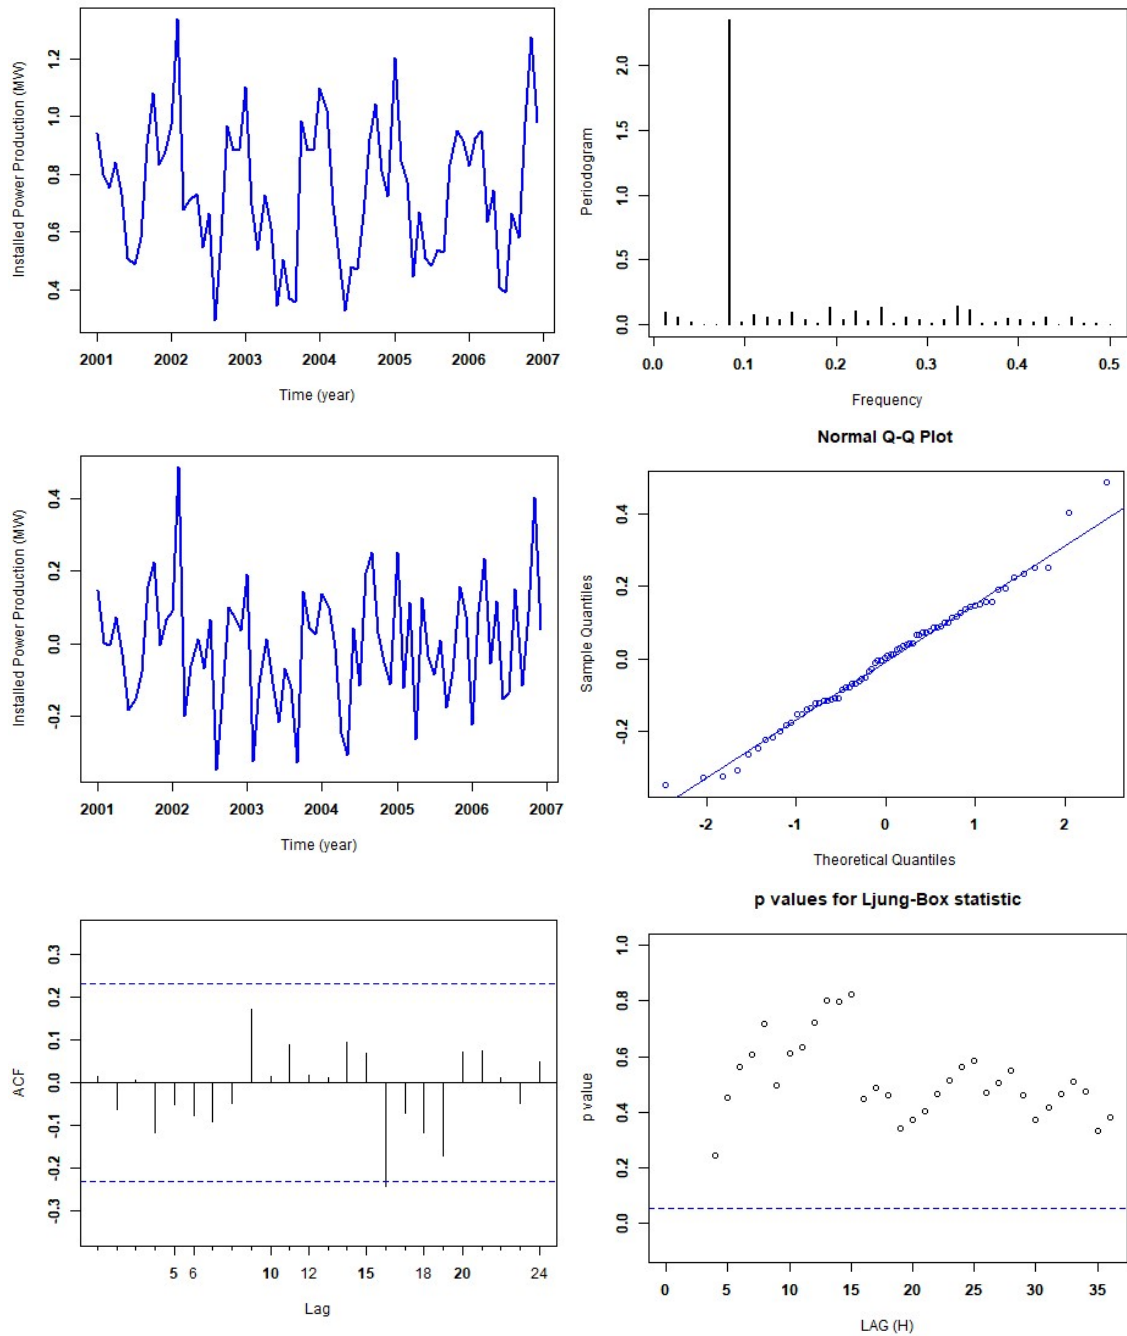 Installed Power Production (MW)
0.4 0.6 0.8 1.0 1.2
2001 2002 2003 2004 2005 2006 2007
Time (year)
Periodogram
0.0 0.5 1.0 1.5 2.0
0.0 0.1 0.2 0.3 0.4 0.5
Frequency
Installed Power Production (MW)
-0.2 0.0 0.2 0.4
2001 2002 2003 2004 2005 2006 2007
Time (year)
Normal Q-Q Plot
Sample Quantiles
-0.2 0.0 0.2 0.4
-2 -1 0 1 2
Theoretical Quantiles
ACF
-0.3 -0.2 -0.1 0.0 0.1 0.2 0.3
5 6 10 12 15 18 20 24
Lag
p values for Ljung-Box statistic
p value
0.0 0.2 0.4 0.6 0.8 1.0
0 5 10 15 20 25 30 35
LAG (H)